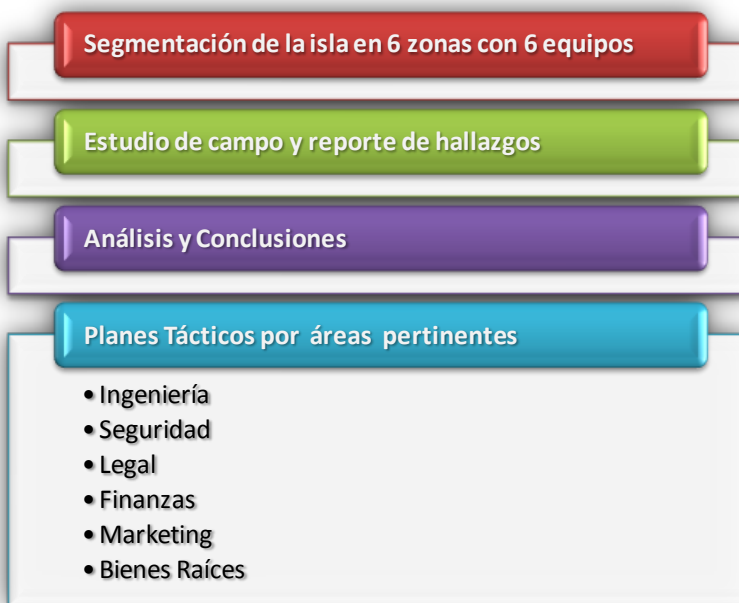 Segmentación de la isla en 6 zonas con 6 equipos
Estudio de campo y reporte de hallazgos
Análisis y Conclusiones
Planes Tácticos por áreas pertinentes
• Ingeniería
• Seguridad
• Legal
• Finanzas
• Marketing
• Bienes Raíces